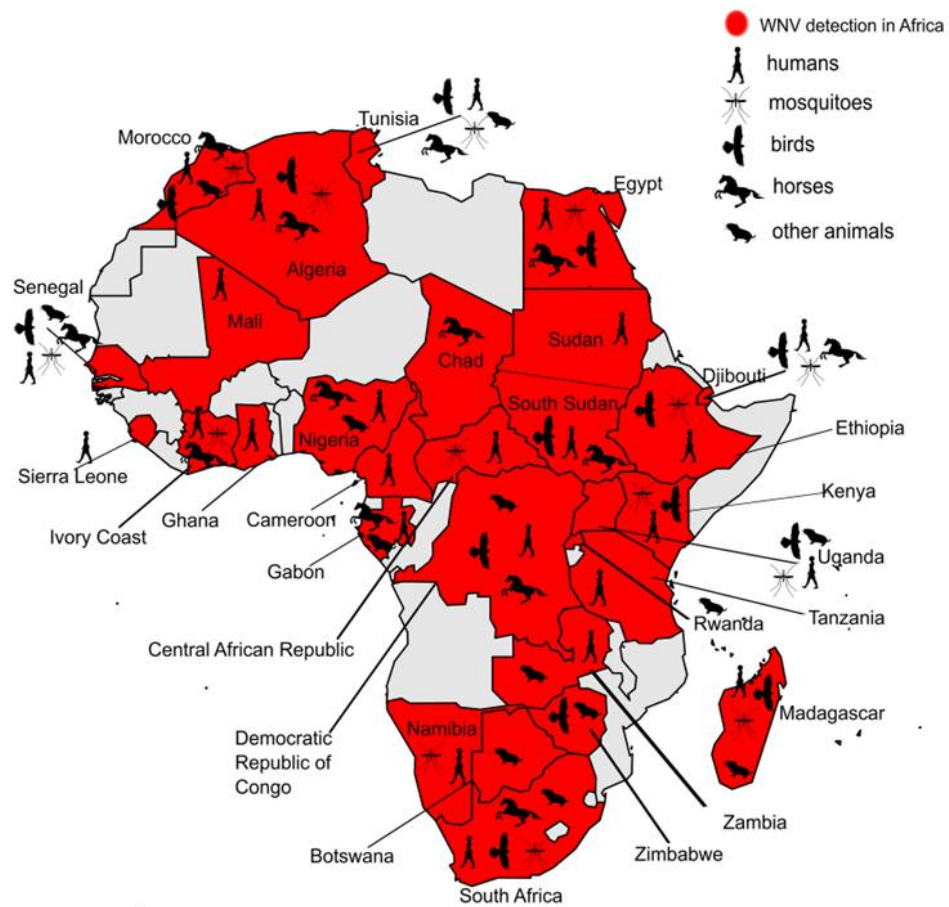 WNV detection in Africa
humans
mosquitoes
birds
horses
other animals
Tunisia
Morocco
Egypt
Algeria
Senegal
Mali
Chad
Sudan
Djibouti
South Sudan
Nigeria
Ethiopia
Sierra Leone
Kenya
Ghana
Cameroon
Ivory Coast
Uganda
Gabon
Tanzania
Rwanda
Central African Republic
Madagascar
Namibia
Democratic
Republic of
Congo
Zambia
Botswana
Zimbabwe
South Africa